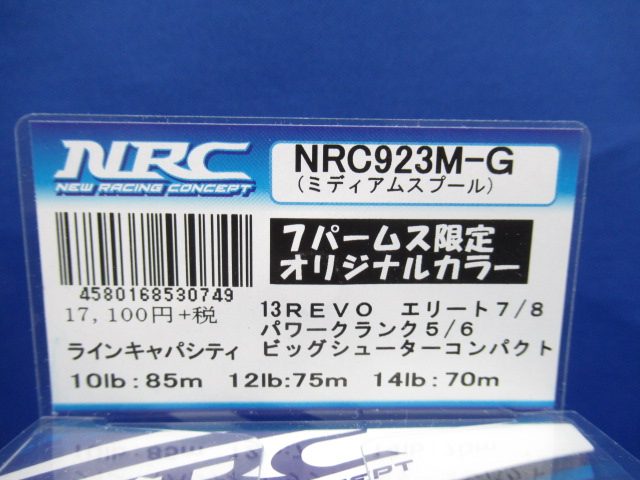 NRC
NEW RACING CONCEPT
NRC923M-G
(ミディアムスプール)
7パームス限定
オリジナルカラー
4580168530749
17,100円+税
13REVO エリート7/8
パワークランク5/6
ラインキャパシティ ビッグシューターコンパクト
10lb:85m 12lb:75m 14lb:70m